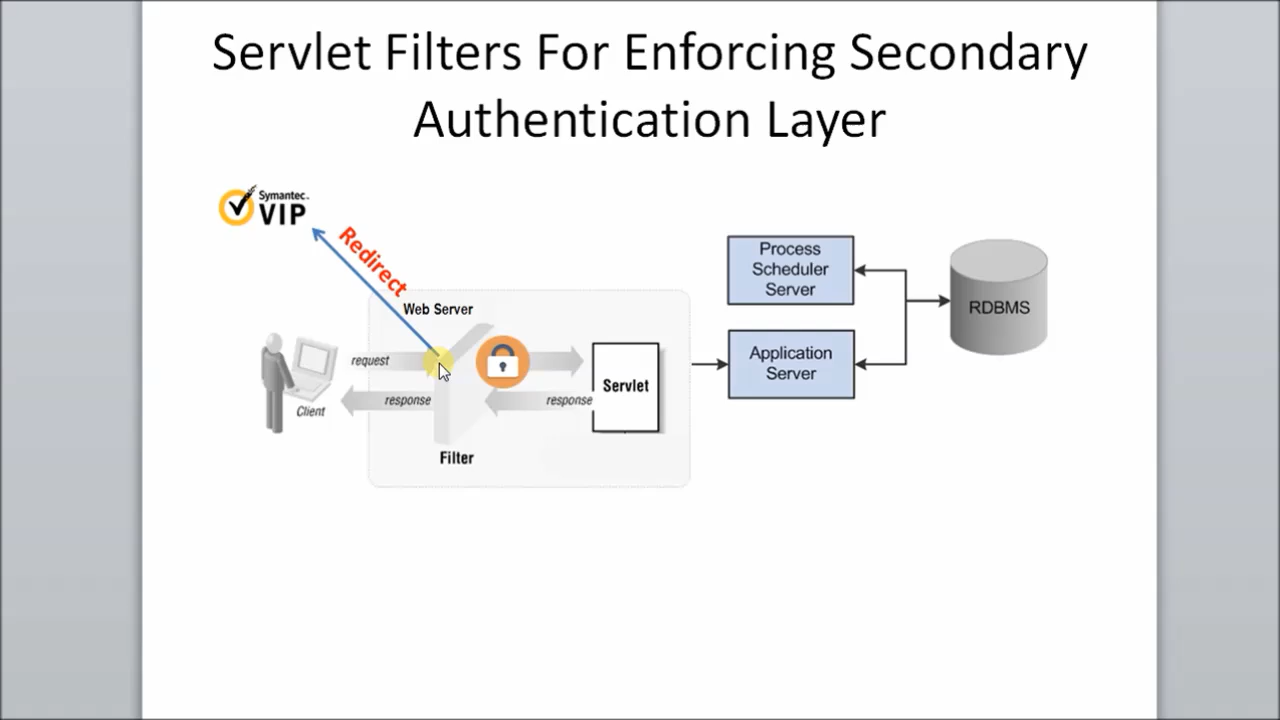 Servlet Filters For Enforcing Secondary
Authentication Layer
Symantec™
VIP
Redirect
Web Server
request
response
Client
Filter
response
Servlet
Process
Scheduler
Server
Application
Server
RDBMS